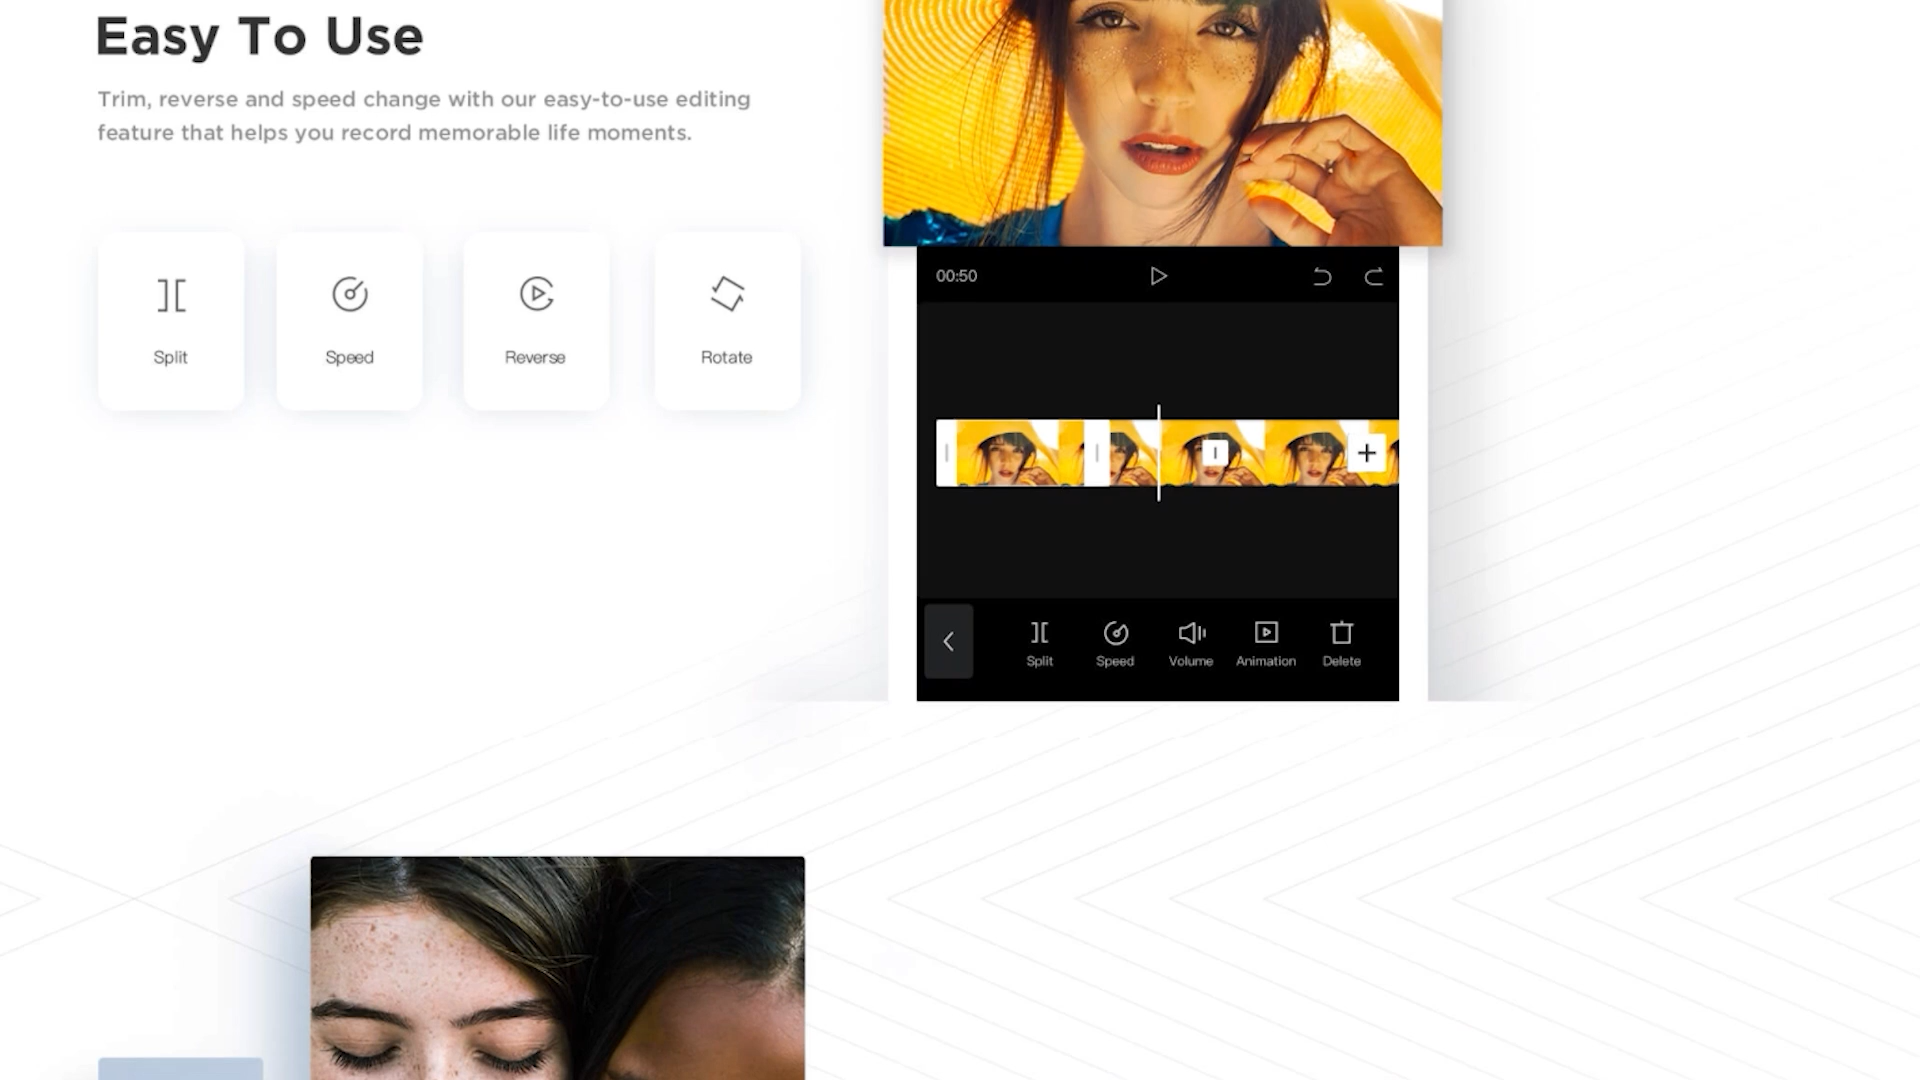 Easy To Use
Trim, reverse and speed change with our easy-to-use editing
feature that helps you record memorable life moments.
Split
Speed
Reverse
Rotate
00:50
Split
Speed
Volume
Animation
Delete